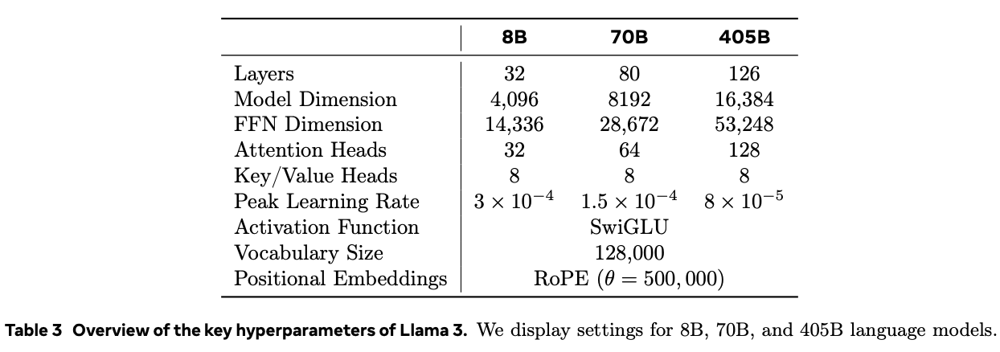 8B 70B 405B
Layers 32 80 126
Model Dimension 4,096 8192 16,384
FFN Dimension 14,336 28,672 53,248
Attention Heads 32 64 128
Key/Value Heads 8 8 8
Peak Learning Rate 3 × 10⁻⁴ 1.5 × 10⁻⁴ 8 × 10⁻⁵
Activation Function SwiGLU
Vocabulary Size 128,000
Positional Embeddings RoPE (θ = 500, 000)
Table 3 Overview of the key hyperparameters of Llama 3. We display settings for 8B, 70B, and 405B language models.